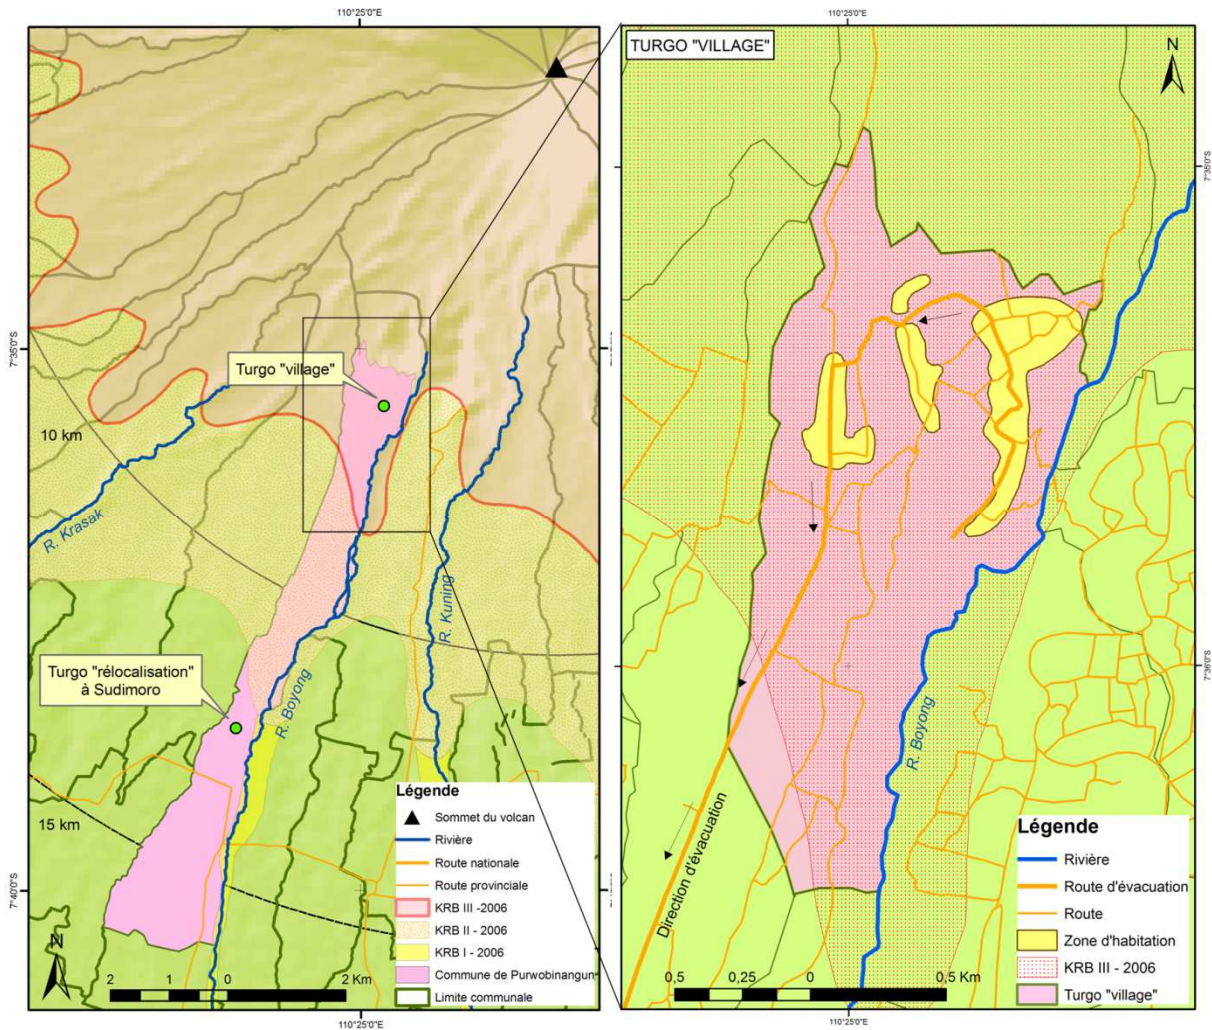 110°25'0"E
7°35'0"S
7°40'0"S
10 km
15 km
Turgo "village"
Turgo "rélocalisation"
à Sudimoro
R. Krasak
R. Kuning
R. Boyong
N
2 1 0 2 Km
Légende
Sommet du volcan
Rivière
Route nationale
Route provinciale
KRB III -2006
KRB II - 2006
KRB I - 2006
Commune de Purwobinangun
Limite communale
110°25'0"E
110°25'0"E
TURGO "VILLAGE"
N
7°35'0"S
7°36'0"S
R. Boyong
Direction d'évacuation
0,5 0,25 0 0,5 Km
Légende
Rivière
Route d'évacuation
Route
Zone d'habitation
KRB III - 2006
Turgo "village"
110°25'0"E